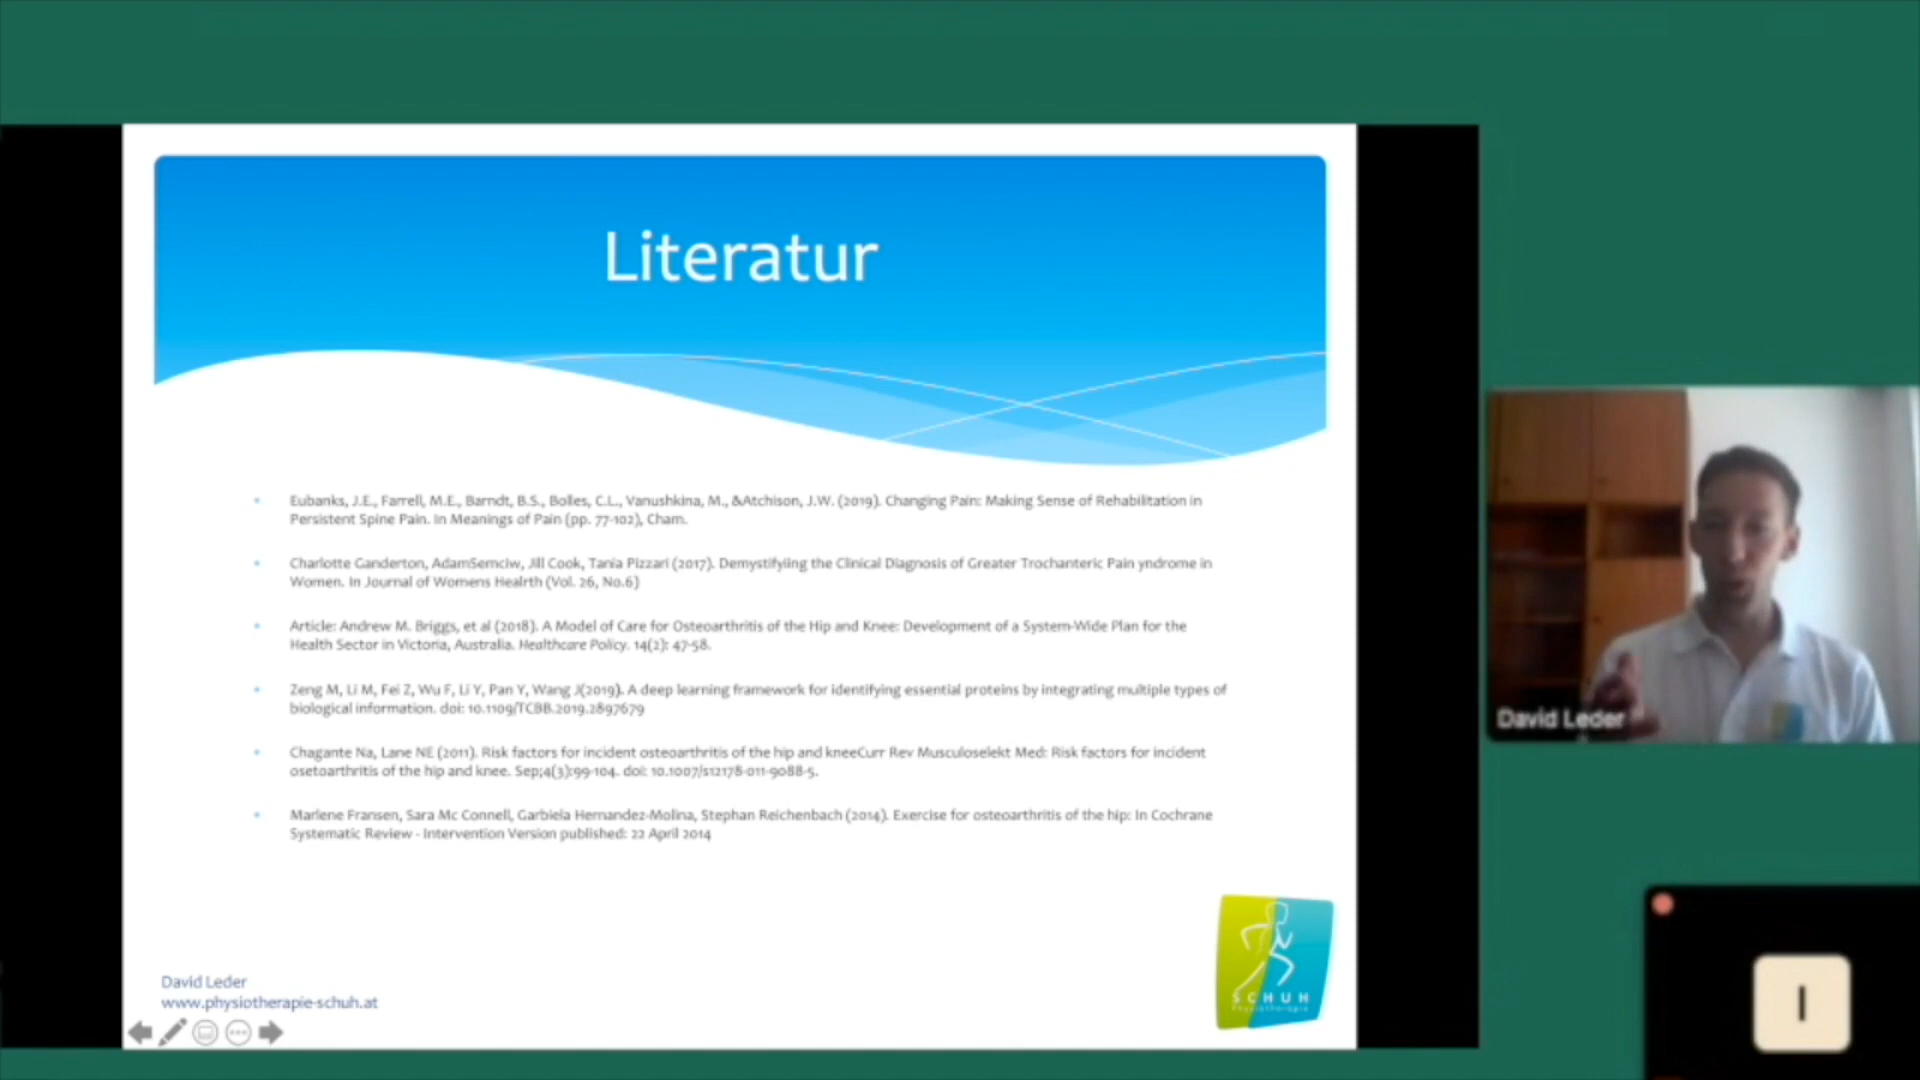 Literatur
Eubanks, J.E., Farrell, M.E., Barndt, B.S., Bolles, C.L., Vanushkina, M., &Atchison, J.W. (2019). Changing Pain: Making Sense of Rehabilitation in
Persistent Spine Pain. In Meanings of Pain (pp. 77-102), Cham.
Charlotte Ganderton, AdamSemciw, Jill Cook, Tania Pizzari (2017). Demystifyiing the Clinical Diagnosis of Greater Trochanteric Pain yndrome in
Women. In Journal of Womens Healrth (Vol. 26, No.6)
Article: Andrew M. Briggs, et al (2018). A Model of Care for Osteoarthritis of the Hip and Knee: Development of a System-Wide Plan for the
Health Sector in Victoria, Australia. Healthcare Policy. 14(2): 47-58.
Zeng M, Li M, Fei Z, Wu F, Li Y, Pan Y, Wang J(2019). A deep learning framework for identifying essential proteins by integrating multiple types of
biological information. doi: 10.1109/TCBB.2019.2897679
Chagante Na, Lane NE (2011). Risk factors for incident osteoarthritis of the hip and kneeCurr Rev Musculoselekt Med: Risk factors for incident
osetoarthritis of the hip and knee. Sep;4(3):99-104. doi: 10.1007/s12178-011-9088-5.
Marlene Fransen, Sara Mc Connell, Garbiela Hernandez-Molina, Stephan Reichenbach (2014). Exercise for osteoarthritis of the hip: In Cochrane
Systematic Review - Intervention Version published: 22 April 2014
David Leder
www.physiotherapie-schuh.at
SCHUH
Physiotherapie
David Leder
I